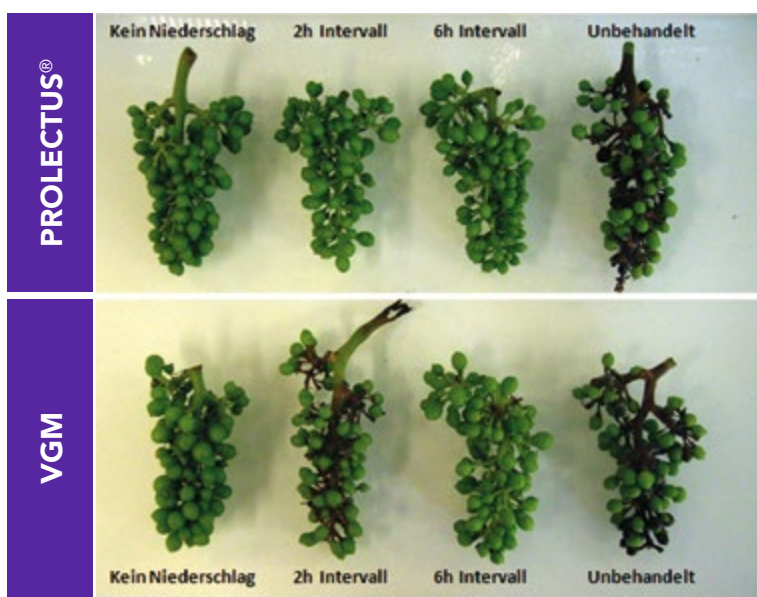 PROLECTUS®
Kein Niederschlag 2h Intervall 6h Intervall Unbehandelt
VGM
Kein Niederschlag 2h Intervall 6h Intervall Unbehandelt